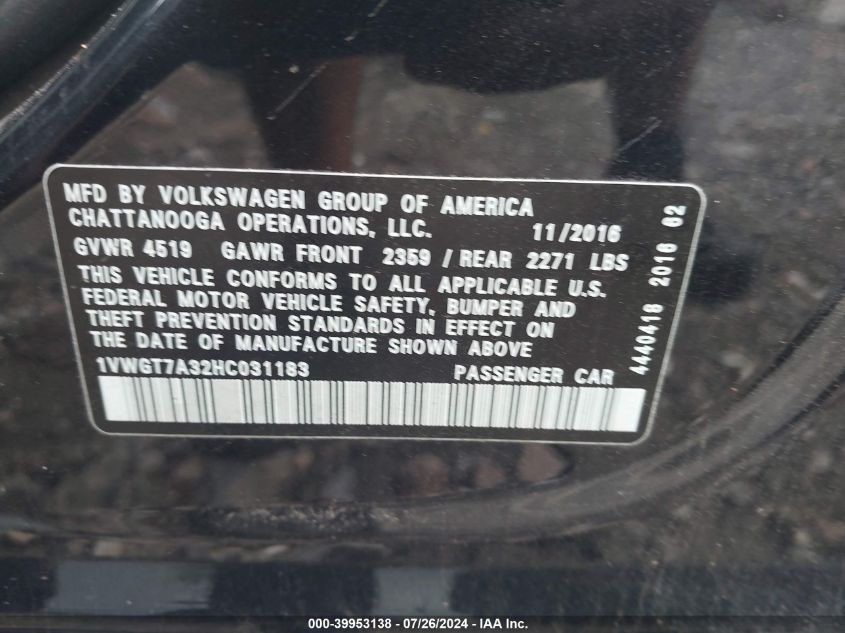 MFD BY VOLKSWAGEN GROUP OF AMERICA
CHATTANOOGA OPERATIONS, LLC. 11/2016
GVWR 4519 GAWR FRONT 2359 / REAR 2271 LBS
THIS VEHICLE CONFORMS TO ALL APPLICABLE U.S.
FEDERAL MOTOR VEHICLE SAFETY, BUMPER AND
THEFT PREVENTION STANDARDS IN EFFECT ON
THE DATE OF MANUFACTURE SHOWN ABOVE
1VWGT7A32HC031183 PASSENGER CAR
4440418 2016 02
000-39953138 - 07/26/2024 - IAA Inc.